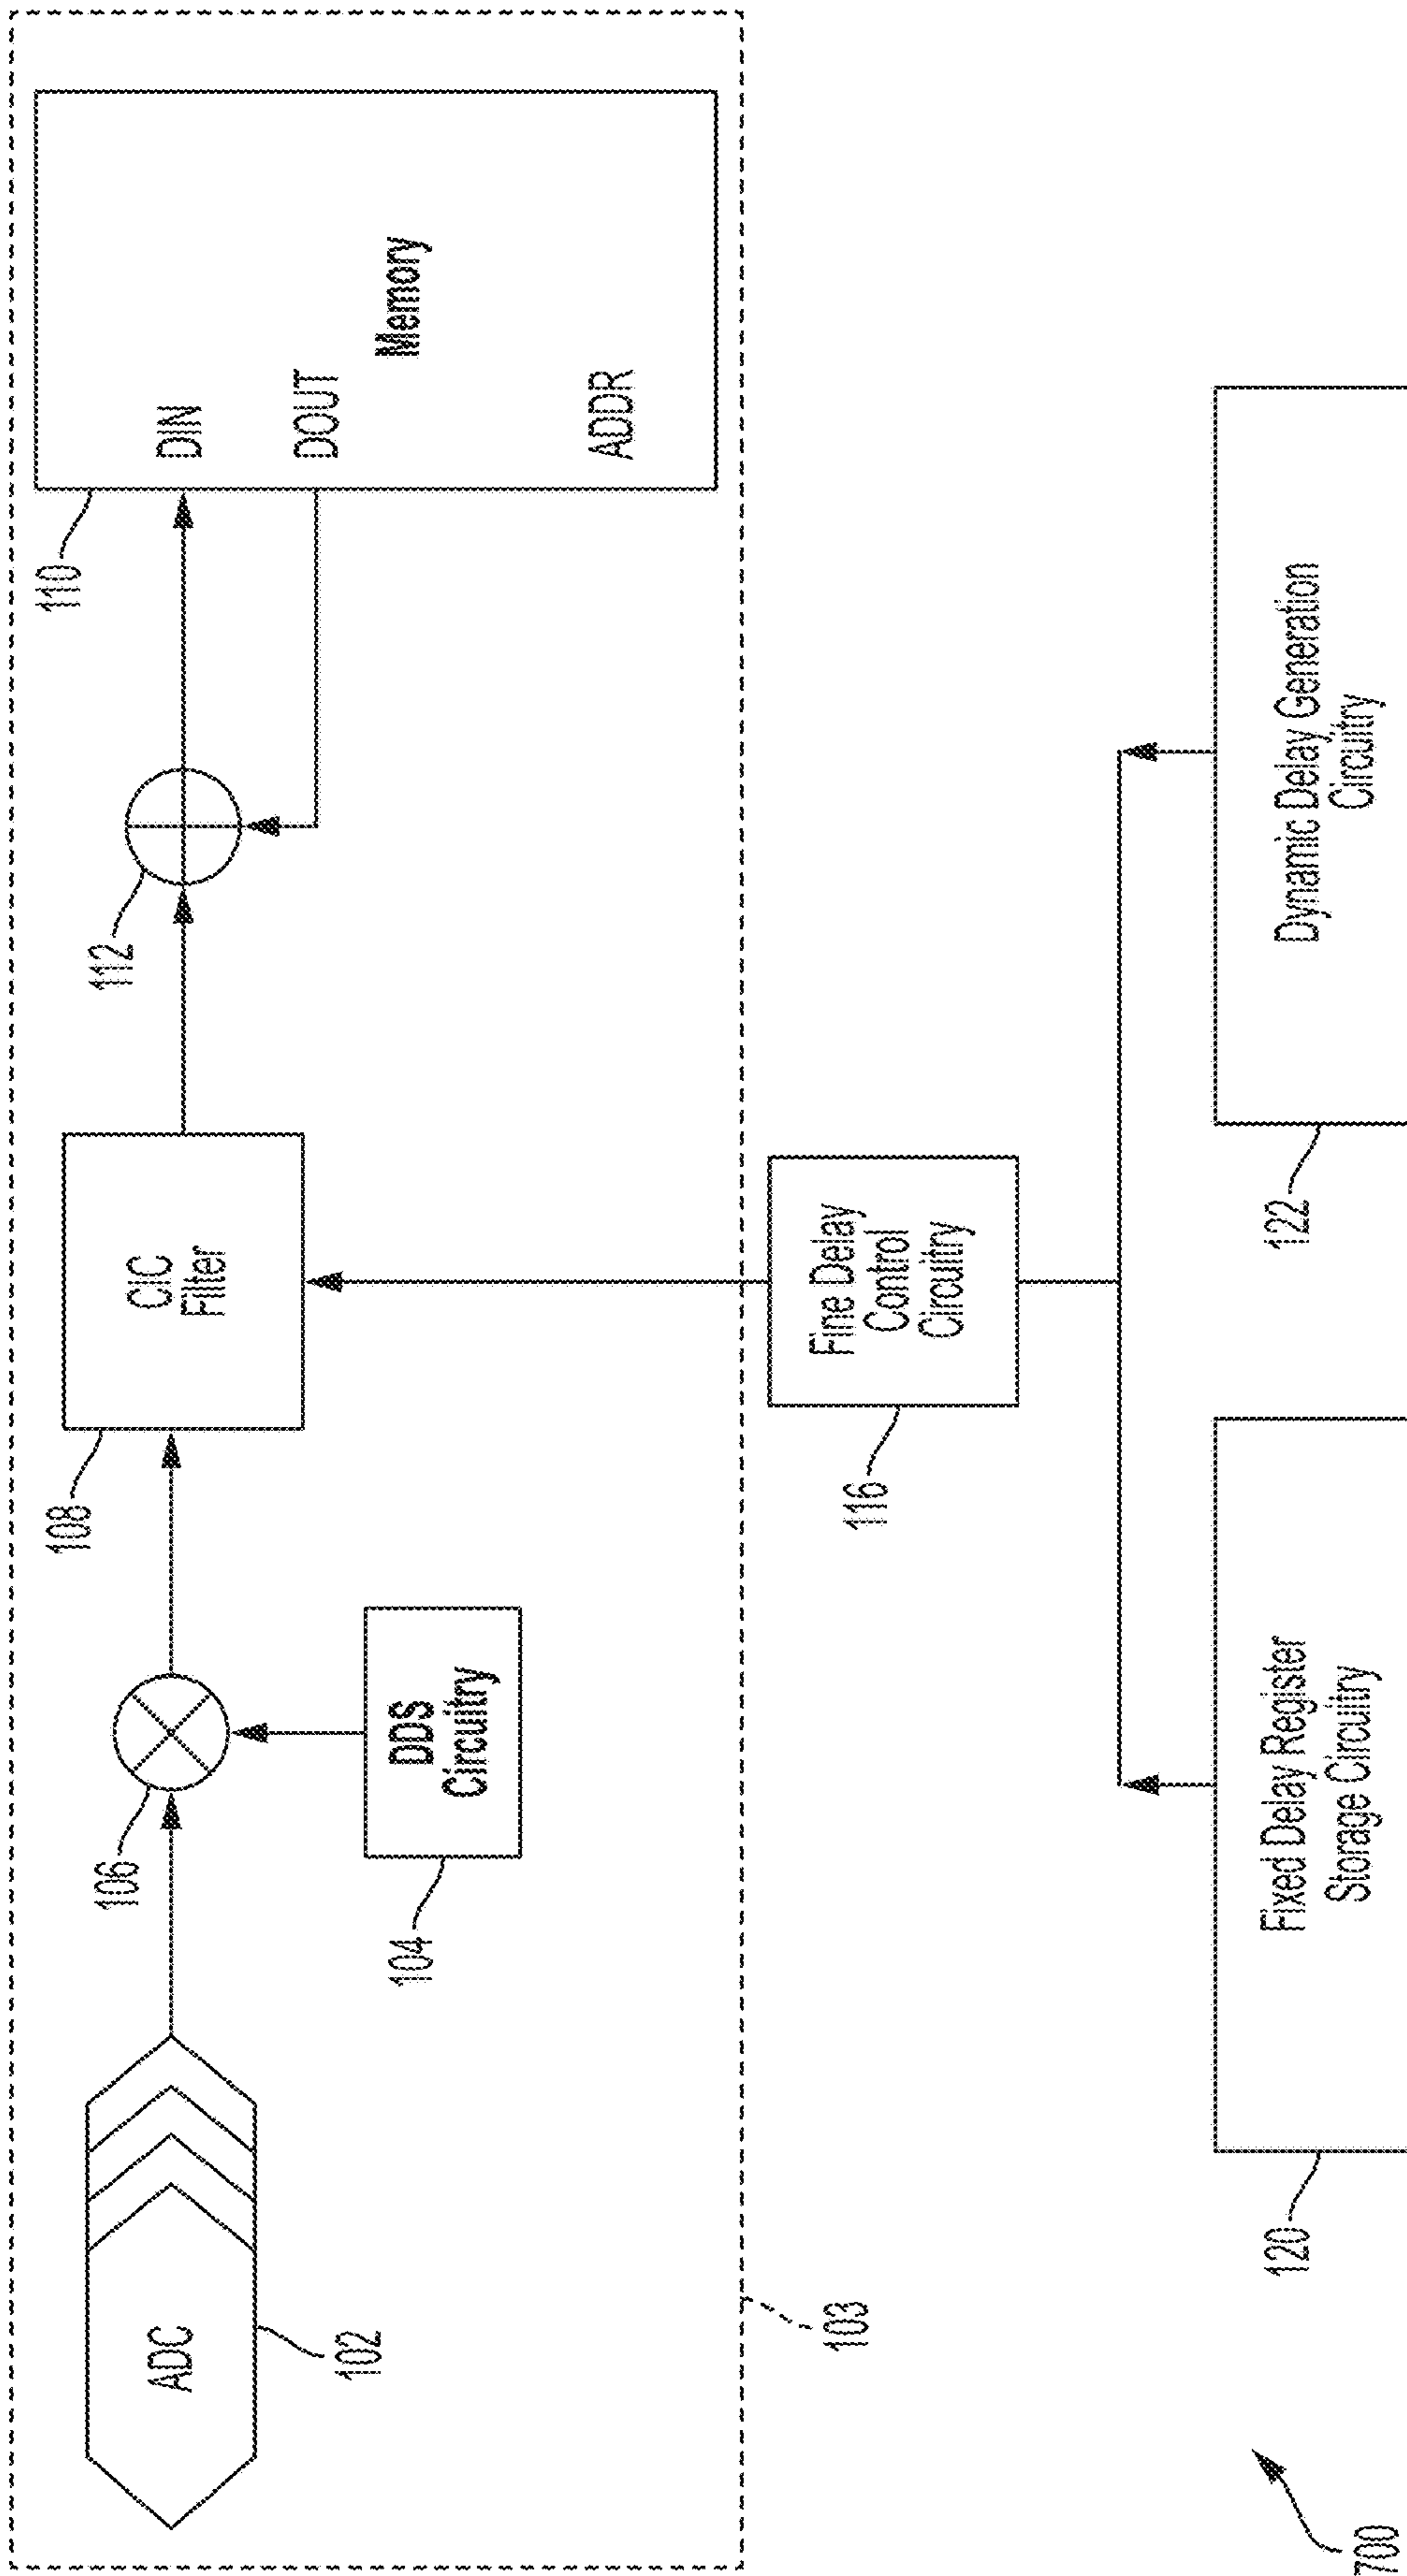 ADC
102
106
DDS
Circuitry
104
108
CIC
Filter
112
110
DIN
DOUT
Memory
ADDR
103
116
Fine Delay
Control
Circuitry
120
Fixed Delay Register
Storage Circuitry
122
Dynamic Delay Generation
Circuitry
700